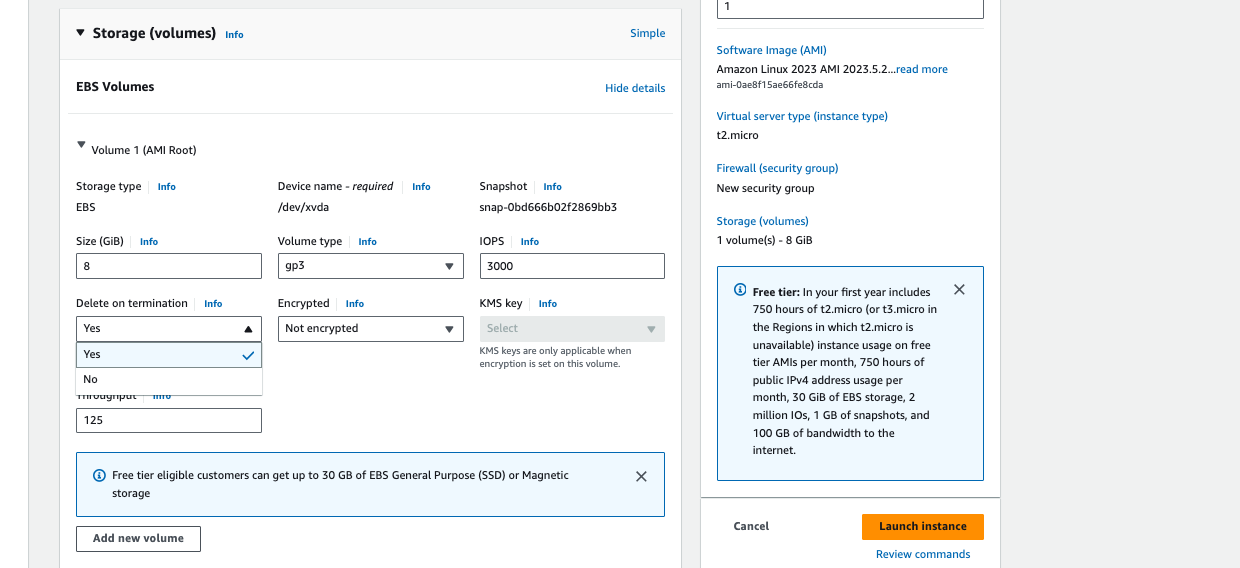 Storage (volumes) Info Simple
EBS Volumes Hide details
Volume 1 (AMI Root)
Storage type Info Device name - required Info Snapshot Info
EBS /dev/xvda snap-0bd666b02f2869bb3
Size (GiB) Info Volume type Info IOPS Info
8 gp3 3000
Delete on termination Info Encrypted Info KMS key Info
Yes Not encrypted Select
Yes
No
KMS keys are only applicable when
encryption is set on this volume.
Throughput Info
125
Free tier eligible customers can get up to 30 GB of EBS General Purpose (SSD) or Magnetic
storage
Add new volume
1
Software Image (AMI)
Amazon Linux 2023 AMI 2023.5.2...read more
ami-0ae8f15ae66fe8cda
Virtual server type (instance type)
t2.micro
Firewall (security group)
New security group
Storage (volumes)
1 volume(s) - 8 GiB
Free tier: In your first year includes
750 hours of t2.micro (or t3.micro in
the Regions in which t2.micro is
unavailable) instance usage on free
tier AMIs per month, 750 hours of
public IPv4 address usage per
month, 30 GiB of EBS storage, 2
million IOs, 1 GB of snapshots, and
100 GB of bandwidth to the
internet.
Cancel Launch instance
Review commands